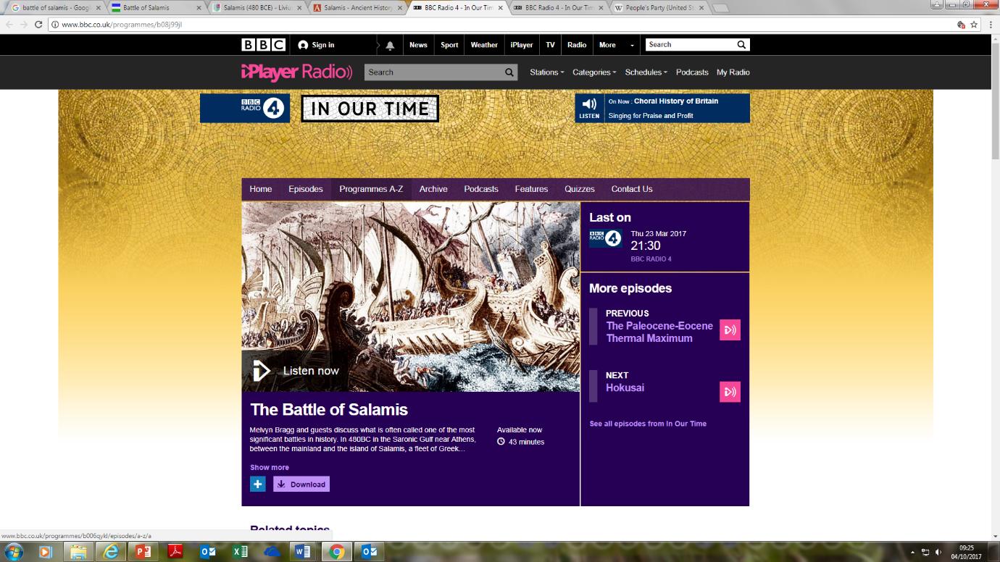 battle of salamis - Googl
Battle of Salamis
Salamis (480 BCE) - Livius
Salamis - Ancient History
BBC Radio 4 - In Our Tim
BBC Radio 4 - In Our Tim
People's Party (United St
www.bbc.co.uk/programmes/b08j99jl
BBC
Sign in
News
Sport
Weather
iPlayer
TV
Radio
More
Search
iPlayer Radio
Search
Stations
Categories
Schedules
Podcasts
My Radio
BBC RADIO 4
IN OUR TIME
LISTEN
On Now : Choral History of Britain
Singing for Praise and Profit
Home
Episodes
Programmes A-Z
Archive
Podcasts
Features
Quizzes
Contact Us
Listen now
The Battle of Salamis
Melvyn Bragg and guests discuss what is often called one of the most
significant battles in history. In 480BC in the Saronic Gulf near Athens,
between the mainland and the island of Salamis, a fleet of Greek...
Available now
43 minutes
Show more
Download
Last on
BBC RADIO 4
Thu 23 Mar 2017
21:30
BBC RADIO 4
More episodes
PREVIOUS
The Paleocene-Eocene
Thermal Maximum
NEXT
Hokusai
See all episodes from In Our Time
Related topics
www.bbc.co.uk/programmes/b006qykl/episodes/a-z/a
09:25
04/10/2017